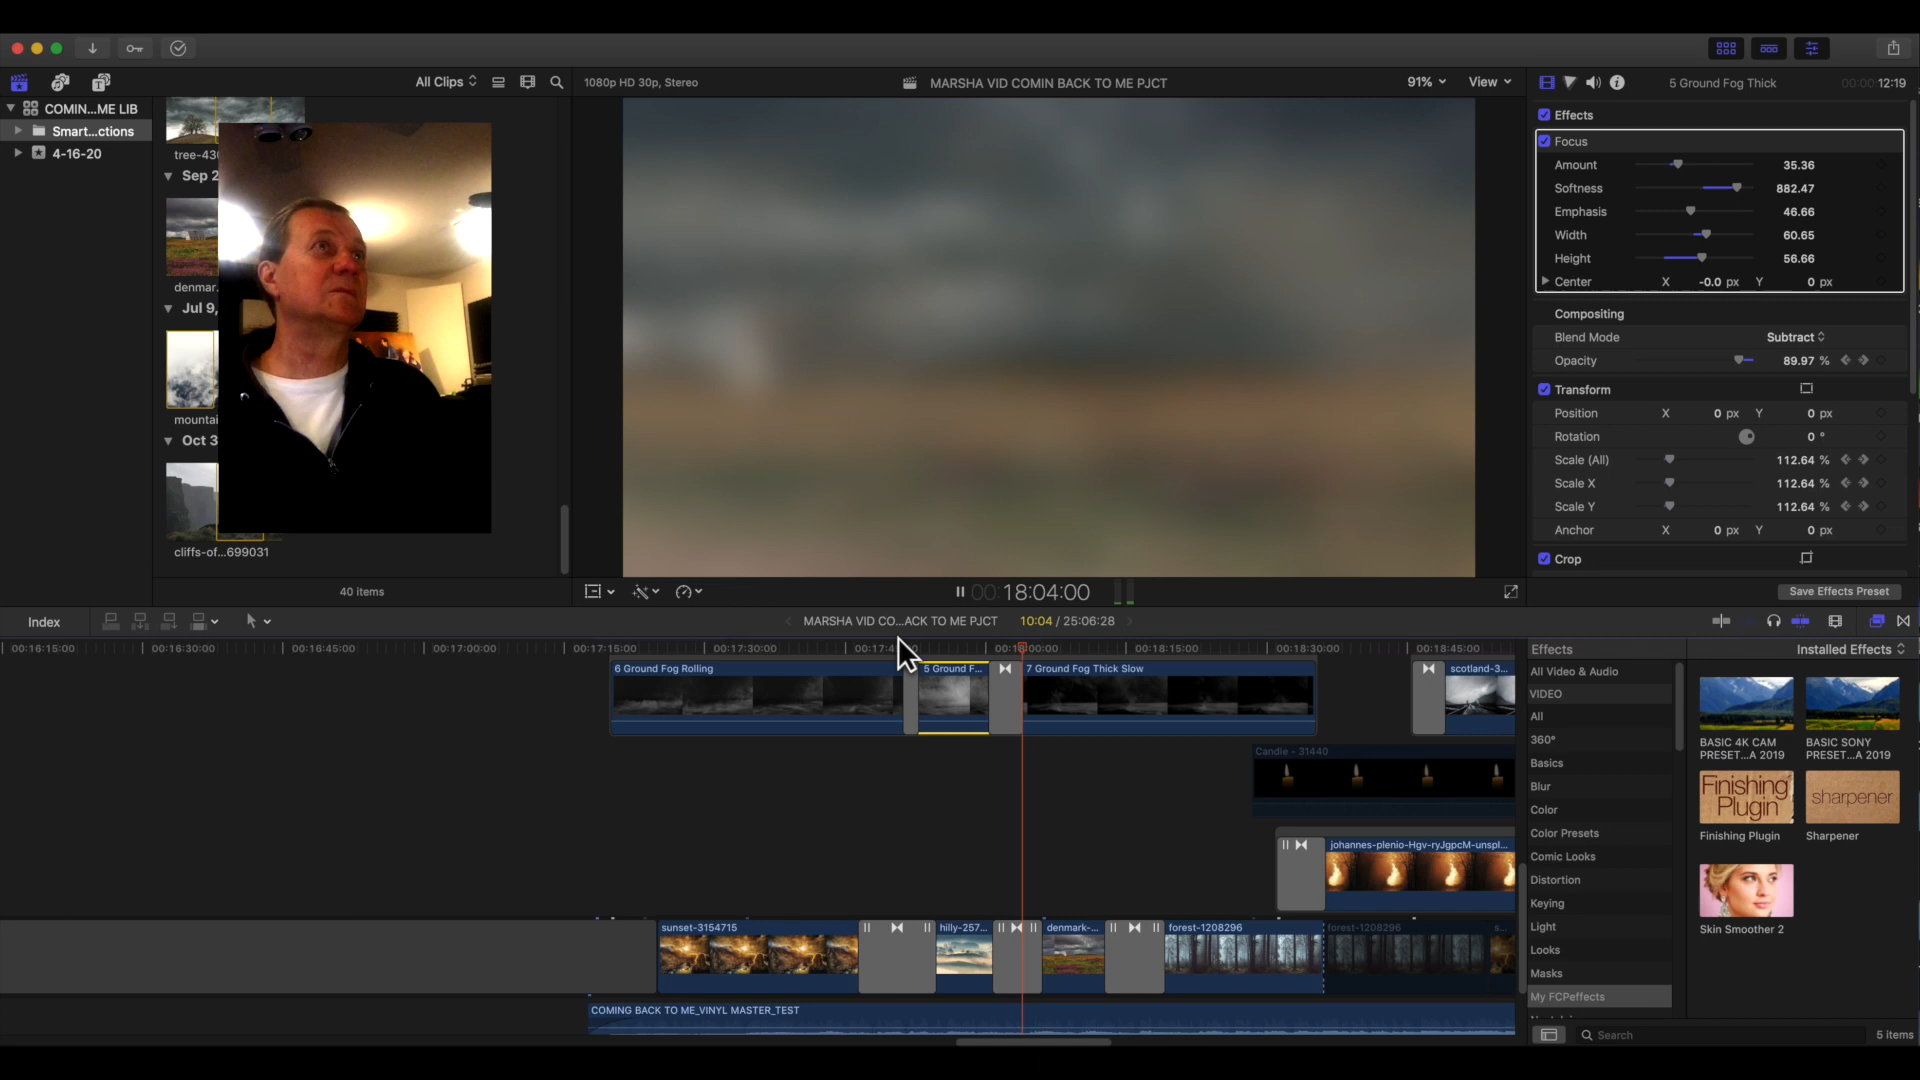 All Clips
1080p HD 30p, Stereo
MARSHA VID COMIN BACK TO ME PJCT
91%
View
5 Ground Fog Thick
00:00:12:19
COMIN...ME LIB
Smart...ctions
4-16-20
tree-43
Sep 2
denmar
Jul 9,
mountai
Oct 3
cliffs-of...699031
40 items
Effects
Focus
Amount 35.36
Softness 882.47
Emphasis 46.66
Width 60.65
Height 56.66
Center X -0.0 px Y 0 px
Compositing
Blend Mode Subtract
Opacity 89.97 %
Transform
Position X 0 px Y 0 px
Rotation 0 °
Scale (All) 112.64 %
Scale X 112.64 %
Scale Y 112.64 %
Anchor X 0 px Y 0 px
Crop
Save Effects Preset
00:18:04:00
Index
MARSHA VID CO...ACK TO ME PJCT
10:04 / 25:06:28
00:16:15:00
00:16:30:00
00:16:45:00
00:17:00:00
00:17:15:00
00:17:30:00
00:17:4
00:00
00:18:15:00
00:18:30:00
00:18:45:00
6 Ground Fog Rolling
5 Ground F...
7 Ground Fog Thick Slow
scotland-3...
Candle - 31440
johannes-plenio-Hgv-ryJgpcM-unspl...
sunset-3154715
hilly-257...
denmark-...
forest-1208296
forest-1208296
s...
COMING BACK TO ME_VINYL MASTER_TEST
Effects
Installed Effects
All Video & Audio
VIDEO
All
360°
Basics
Blur
Color
Color Presets
Comic Looks
Distortion
Keying
Light
Looks
Masks
My FCPeffects
BASIC 4K CAM
PRESET...A 2019
BASIC SONY
PRESET...A 2019
Finishing
Plugin
sharpener
Finishing Plugin
Sharpener
Skin Smoother 2
Search
5 items